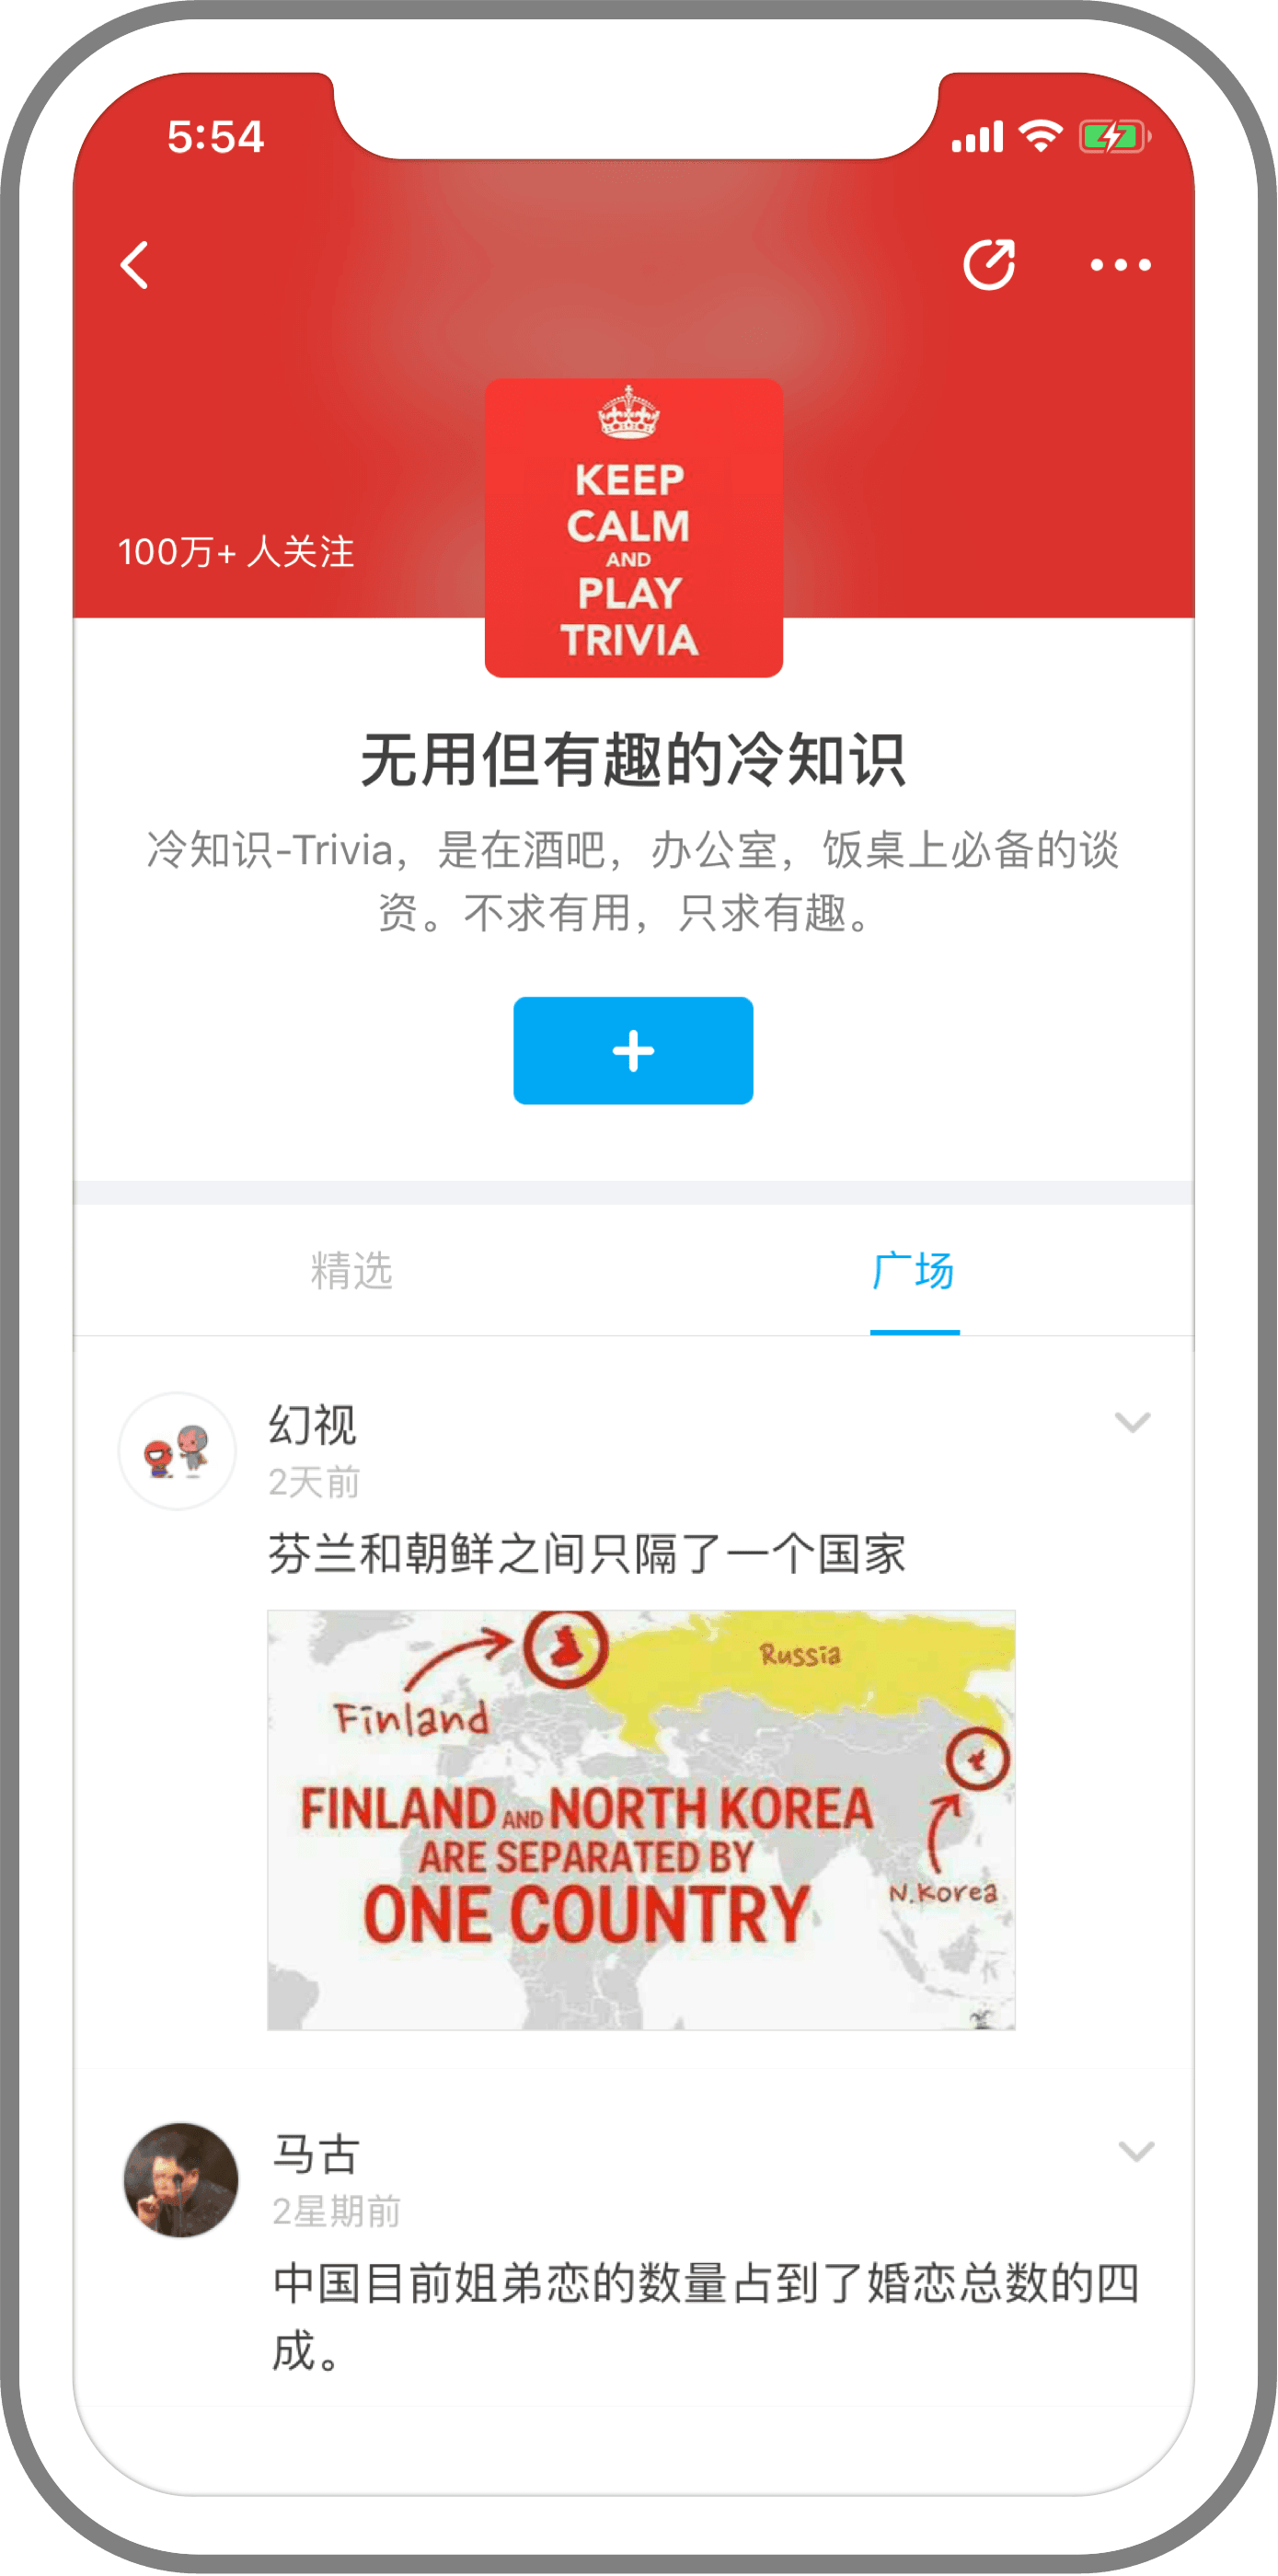 5:54
KEEP
CALM
AND
PLAY
TRIVIA
100万+ 人关注
无用但有趣的冷知识
冷知识-Trivia，是在酒吧，办公室，饭桌上必备的谈
资。不求有用，只求有趣。
精选
广场
幻视
2天前
芬兰和朝鲜之间只隔了一个国家
Russia
Finland
FINLAND AND NORTH KOREA
ARE SEPARATED BY
ONE COUNTRY
N.Korea
马古
2星期前
中国目前姐弟恋的数量占到了婚恋总数的四
成。